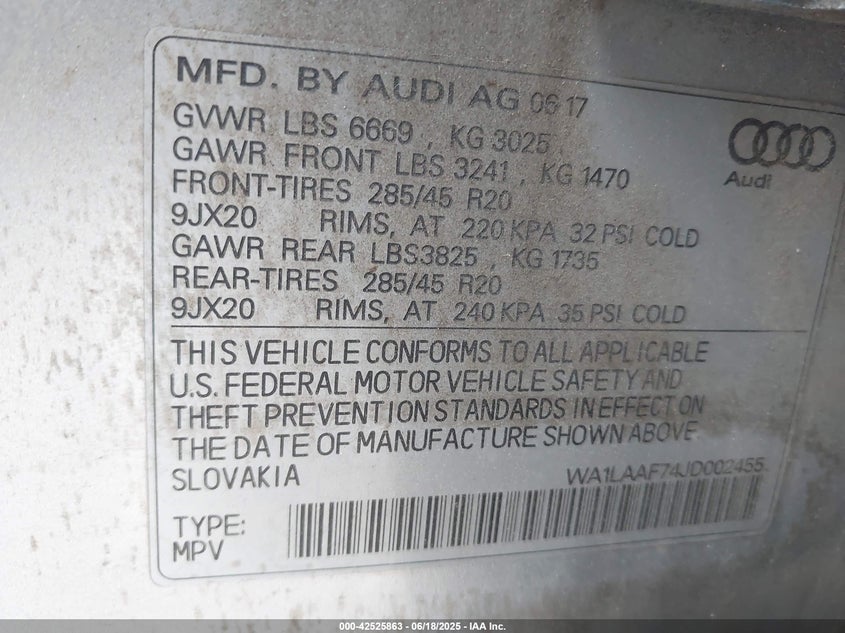 MFD. BY AUDI AG 06 17
GVWR LBS 6669 , KG 3025
GAWR FRONT LBS 3241 , KG 1470
FRONT-TIRES 285/45 R20
9JX20 RIMS, AT 220 KPA 32 PSI COLD
GAWR REAR LBS3825 , KG 1735
REAR-TIRES 285/45 R20
9JX20 RIMS, AT 240 KPA 35 PSI COLD
Audi
THIS VEHICLE CONFORMS TO ALL APPLICABLE
U.S. FEDERAL MOTOR VEHICLE SAFETY AND
THEFT PREVENTION STANDARDS IN EFFECT ON
THE DATE OF MANUFACTURE SHOWN ABOVE.
SLOVAKIA WA1LAAF74JD002455
TYPE:
MPV
000-42525863 - 06/18/2025 - IAA Inc.